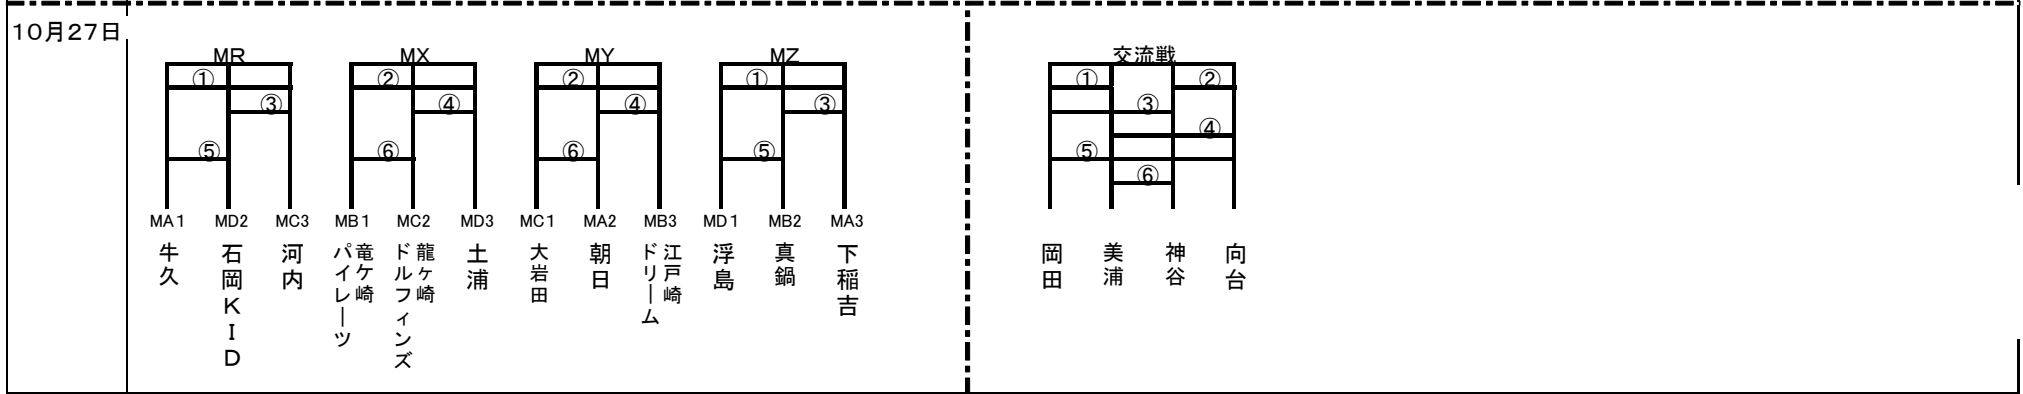 10月27日
MR MX MY MZ 交流戦
① ② ② ① ① ②
③ ④ ④ ③ ③
④
⑤ ⑥ ⑥ ⑤ ⑤
⑥
MA1 MD2 MC3 MB1 MC2 MD3 MC1 MA2 MB3 MD1 MB2 MA3
牛久
石岡KID
河内
竜ケ崎
パイレーツ
龍ヶ崎
ドルフィンズ
土浦
大岩田
朝日
江戸崎
ドリーム
浮島
真鍋
下稲吉
岡田
美浦
神谷
向台